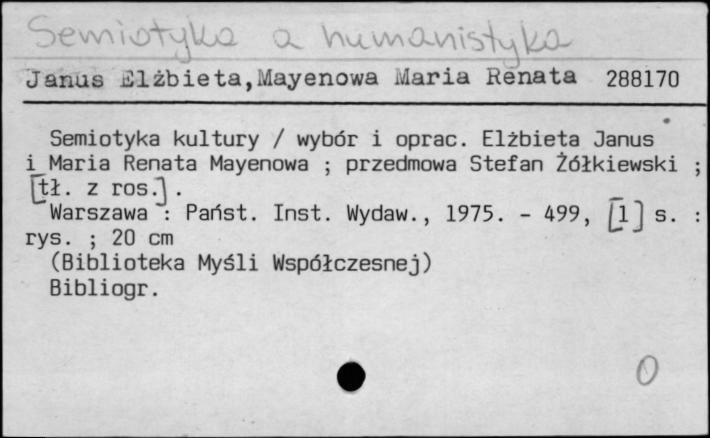 Semiotyka a humanistyka
Janus Elżbieta, Mayenowa Maria Renata 288170
Semiotyka kultury / wybór i oprac. Elżbieta Janus
i Maria Renata Mayenowa ; przedmowa Stefan Żółkiewski ;
[tł. z ros.].
Warszawa : Państ. Inst. Wydaw., 1975. - 499, [1] s. :
rys. ; 20 cm
(Biblioteka Myśli Współczesnej)
Bibliogr.
0